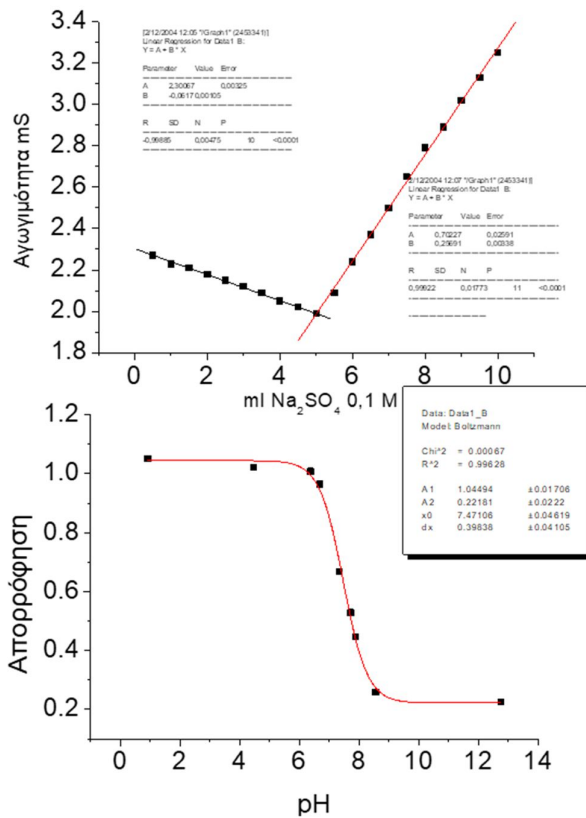 [2/12/2004 12:05 "/Graph1" (2453341)]
Linear Regression for Data1 B:
Y = A + B * X
Parameter Value Error
A 2,30067 0,00325
B -0,0617 0,00105
R SD N P
-0,99885 0,00475 10 <0.0001
3.4
3.2
3.0
2.8
2.6
2.4
2.2
2.0
1.8
Αγωγιμότητα mS
2/12/2004 12:07 "/Graph1" (2453341)]
Linear Regression for Data1 B:
Y = A + B * X
Parameter Value Error
A 0,70227 0,02591
B 0,25691 0,00338
R SD N P
0,99922 0,01773 11 <0.0001
0 2 4 6 8 10
ml Na2SO4 0,1 M
Data: Data1_B
Model: Boltzmann
Chi^2 = 0.00067
R^2 = 0.99628
A1 1.04494 ±0.01706
A2 0.22181 ±0.0222
x0 7.47106 ±0.04619
dx 0.39838 ±0.04105
1.2
1.0
0.8
0.6
0.4
0.2
Απορρόφηση
0 2 4 6 8 10 12 14
pH